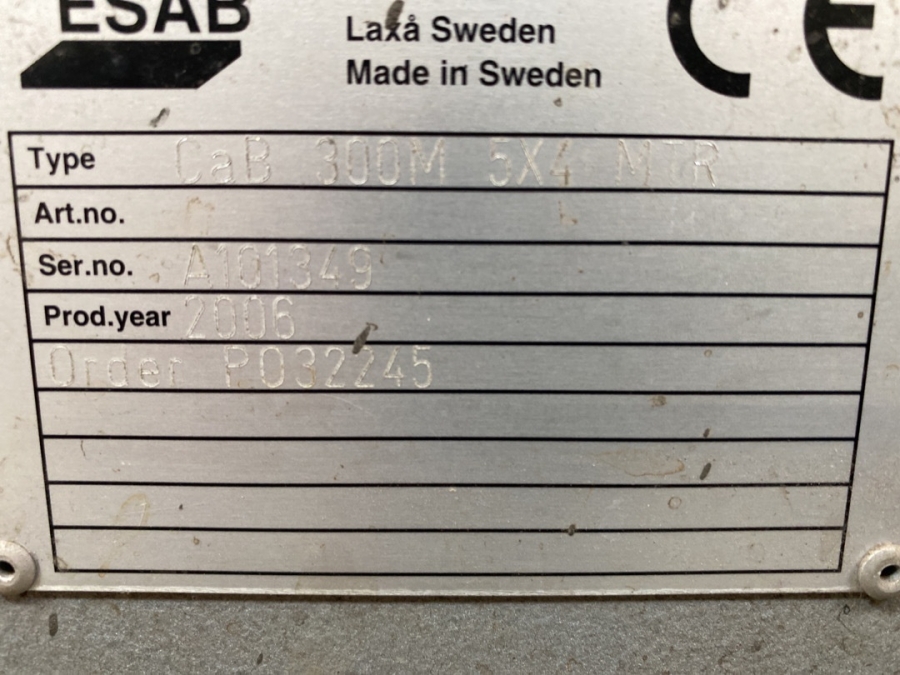 ESAB
Laxå Sweden
Made in Sweden
CE
Type CaB 300M 5X4 MTR
Art.no.
Ser.no. A101349
Prod.year 2006
Order PO32245